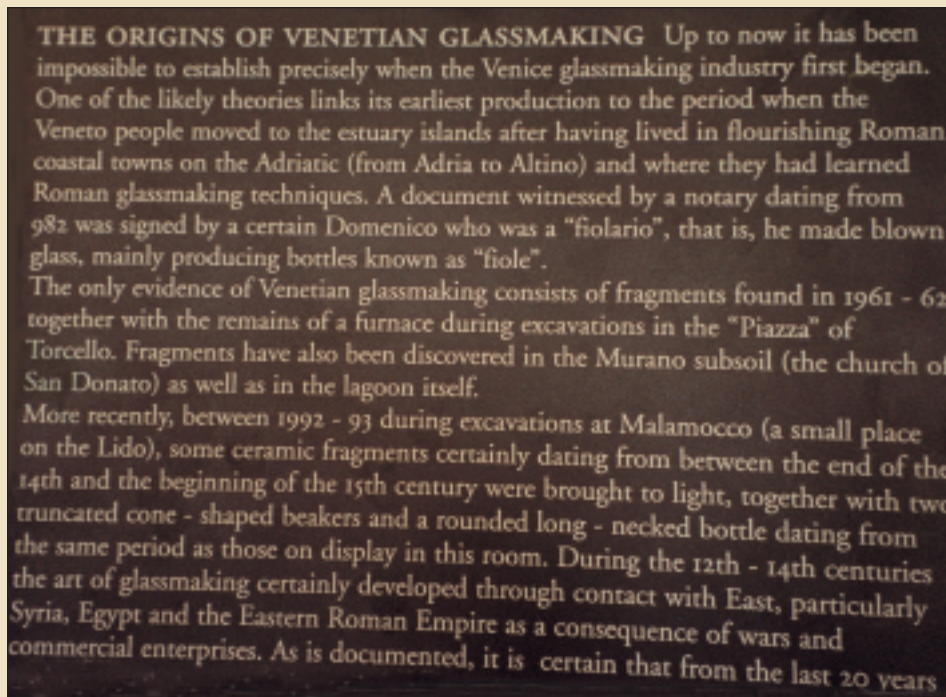 THE ORIGINS OF VENETIAN GLASSMAKING Up to now it has been
impossible to establish precisely when the Venice glassmaking industry first began.
One of the likely theories links its earliest production to the period when the
Veneto people moved to the estuary islands after having lived in flourishing Roman
coastal towns on the Adriatic (from Adria to Altino) and where they had learned
Roman glassmaking techniques. A document witnessed by a notary dating from
982 was signed by a certain Domenico who was a “fiolario”, that is, he made blown
glass, mainly producing bottles known as “fiole”.
The only evidence of Venetian glassmaking consists of fragments found in 1961 - 62
together with the remains of a furnace during excavations in the “Piazza” of
Torcello. Fragments have also been discovered in the Murano subsoil (the church of
San Donato) as well as in the lagoon itself.
More recently, between 1992 - 93 during excavations at Malamocco (a small place
on the Lido), some ceramic fragments certainly dating from between the end of the
14th and the beginning of the 15th century were brought to light, together with two
truncated cone - shaped beakers and a rounded long - necked bottle dating from
the same period as those on display in this room. During the 12th - 14th centuries
the art of glassmaking certainly developed through contact with East, particularly
Syria, Egypt and the Eastern Roman Empire as a consequence of wars and
commercial enterprises. As is documented, it is certain that from the last 20 years